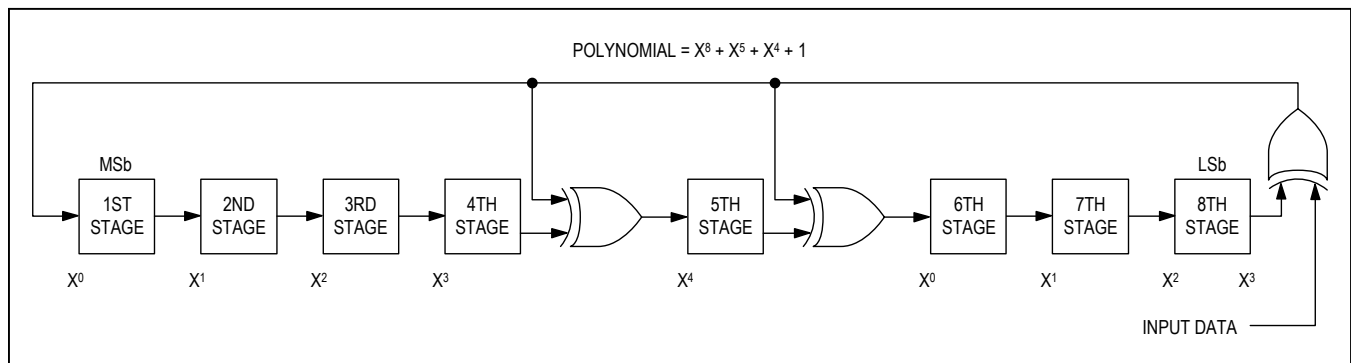 POLYNOMIAL = X⁸ + X⁵ + X⁴ + 1
MSb
LSb
1ST
STAGE
2ND
STAGE
3RD
STAGE
4TH
STAGE
5TH
STAGE
6TH
STAGE
7TH
STAGE
8TH
STAGE
X⁰
X¹
X²
X³
X⁴
X⁰
X¹
X²
X³
INPUT DATA